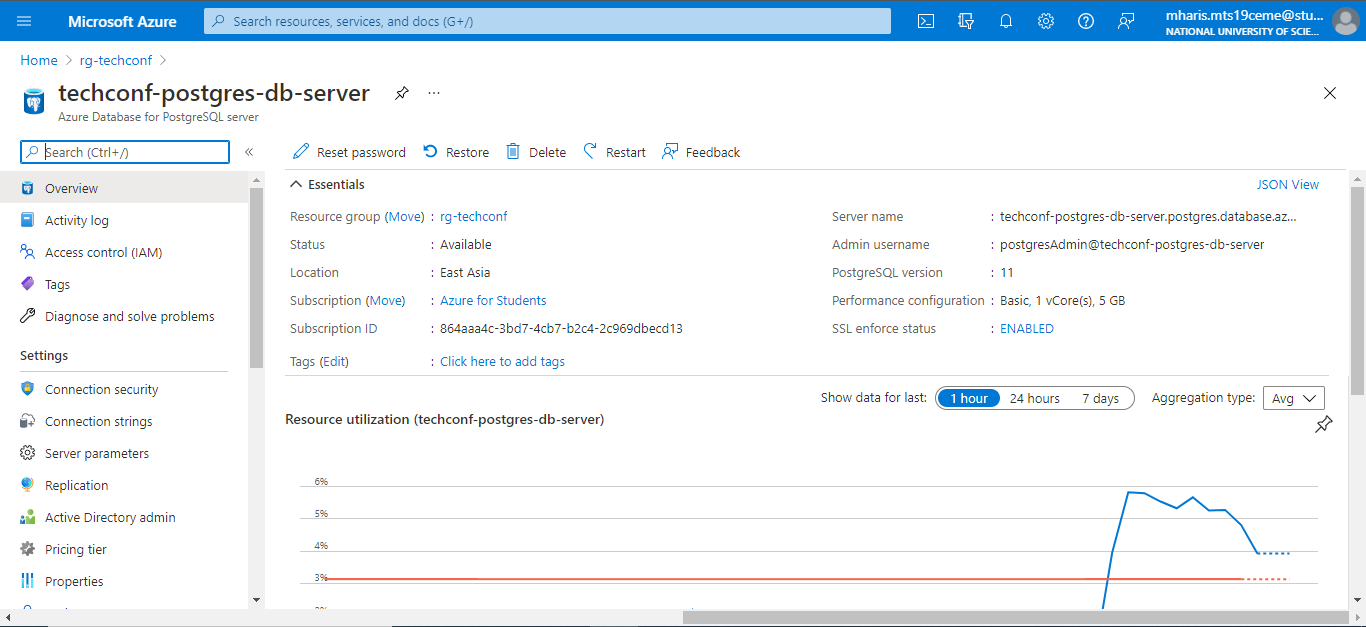 Microsoft Azure
Search resources, services, and docs (G+/)
mharis.mts19ceme@stu...
NATIONAL UNIVERSITY OF SCIE...
Home > rg-techconf >
techconf-postgres-db-server
...
Azure Database for PostgreSQL server
Search (Ctrl+/)
«
Overview
Activity log
Access control (IAM)
Tags
Diagnose and solve problems
Settings
Connection security
Connection strings
Server parameters
Replication
Active Directory admin
Pricing tier
Properties
Reset password
Restore
Delete
Restart
Feedback
Essentials
JSON View
Resource group (Move) : rg-techconf
Status : Available
Location : East Asia
Subscription (Move) : Azure for Students
Subscription ID : 864aaa4c-3bd7-4cb7-b2c4-2c969dbecd13
Tags (Edit) : Click here to add tags
Server name : techconf-postgres-db-server.postgres.database.az...
Admin username : postgresAdmin@techconf-postgres-db-server
PostgreSQL version : 11
Performance configuration : Basic, 1 vCore(s), 5 GB
SSL enforce status : ENABLED
Show data for last: 1 hour 24 hours 7 days Aggregation type: Avg
Resource utilization (techconf-postgres-db-server)
6%
5%
4%
3%